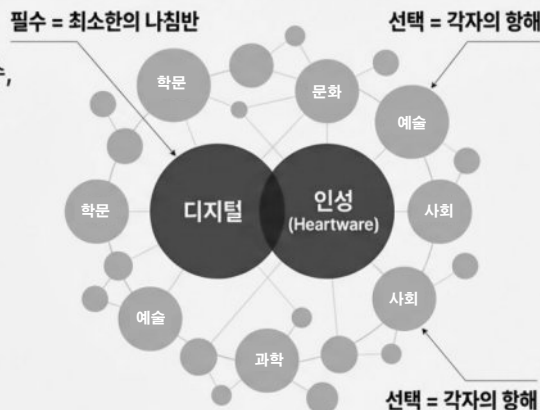 필수 = 최소한의 나침반
선택 = 각자의 항해
학문
문화
예술
디지털
인성
(Heartware)
학문
사회
예술
사회
과학
선택 = 각자의 항해